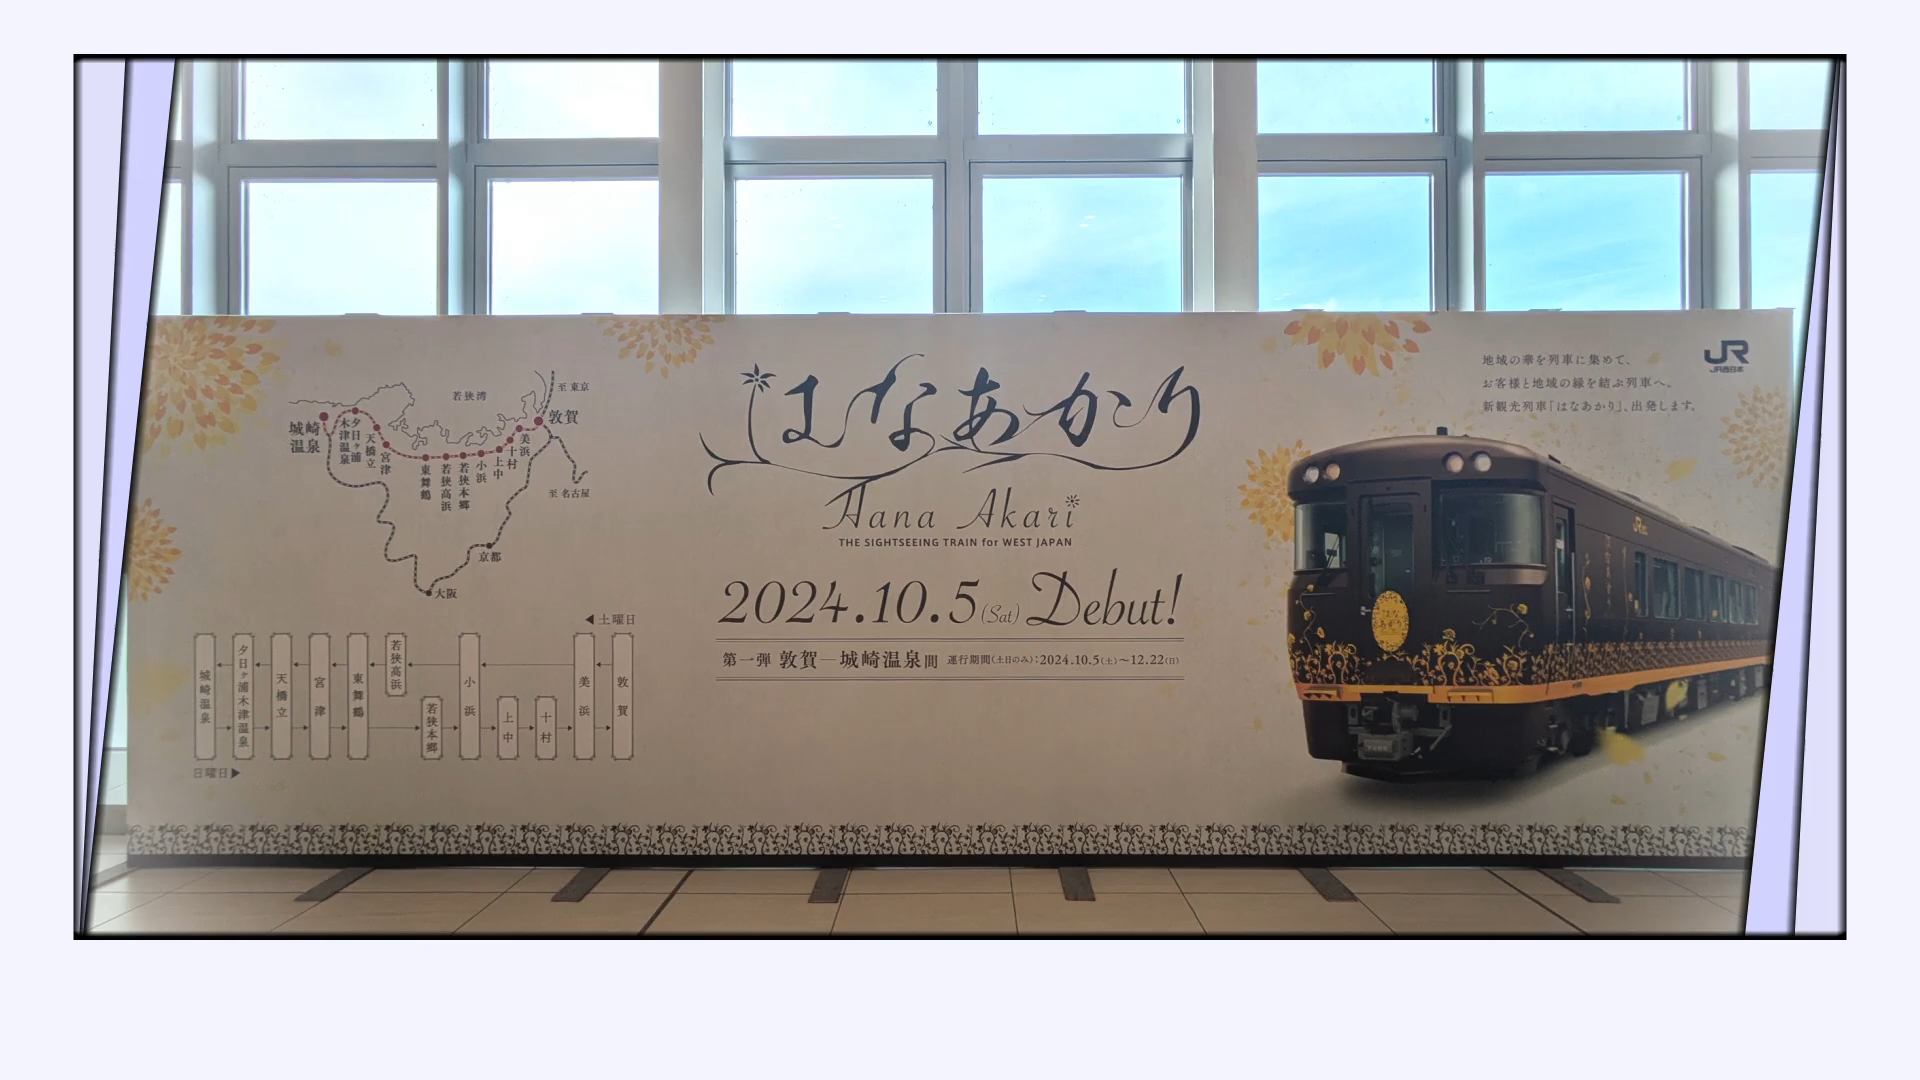 至 東京
若狭湾
敦賀
城崎温泉
夕日ヶ浦木津温泉
天橋立
宮津
東舞鶴
若狭高浜
若狭本郷
小浜
上中
十村
美浜
至 名古屋
京都
大阪
◀土曜日
城崎温泉
夕日ヶ浦木津温泉
天橋立
宮津
東舞鶴
若狭高浜
若狭本郷
小浜
上中
十村
美浜
敦賀
日曜日▶
はなあかり
Hana Akari
THE SIGHTSEEING TRAIN for WEST JAPAN
2024.10.5(Sat) Debut!
第一弾 敦賀―城崎温泉間 運行期間(土日のみ):2024.10.5(土)~12.22(日)
地域の華を列車に集めて、
お客様と地域の縁を結ぶ列車へ。
新観光列車「はなあかり」、出発します。
JR
JR西日本
JR
はな
あかり